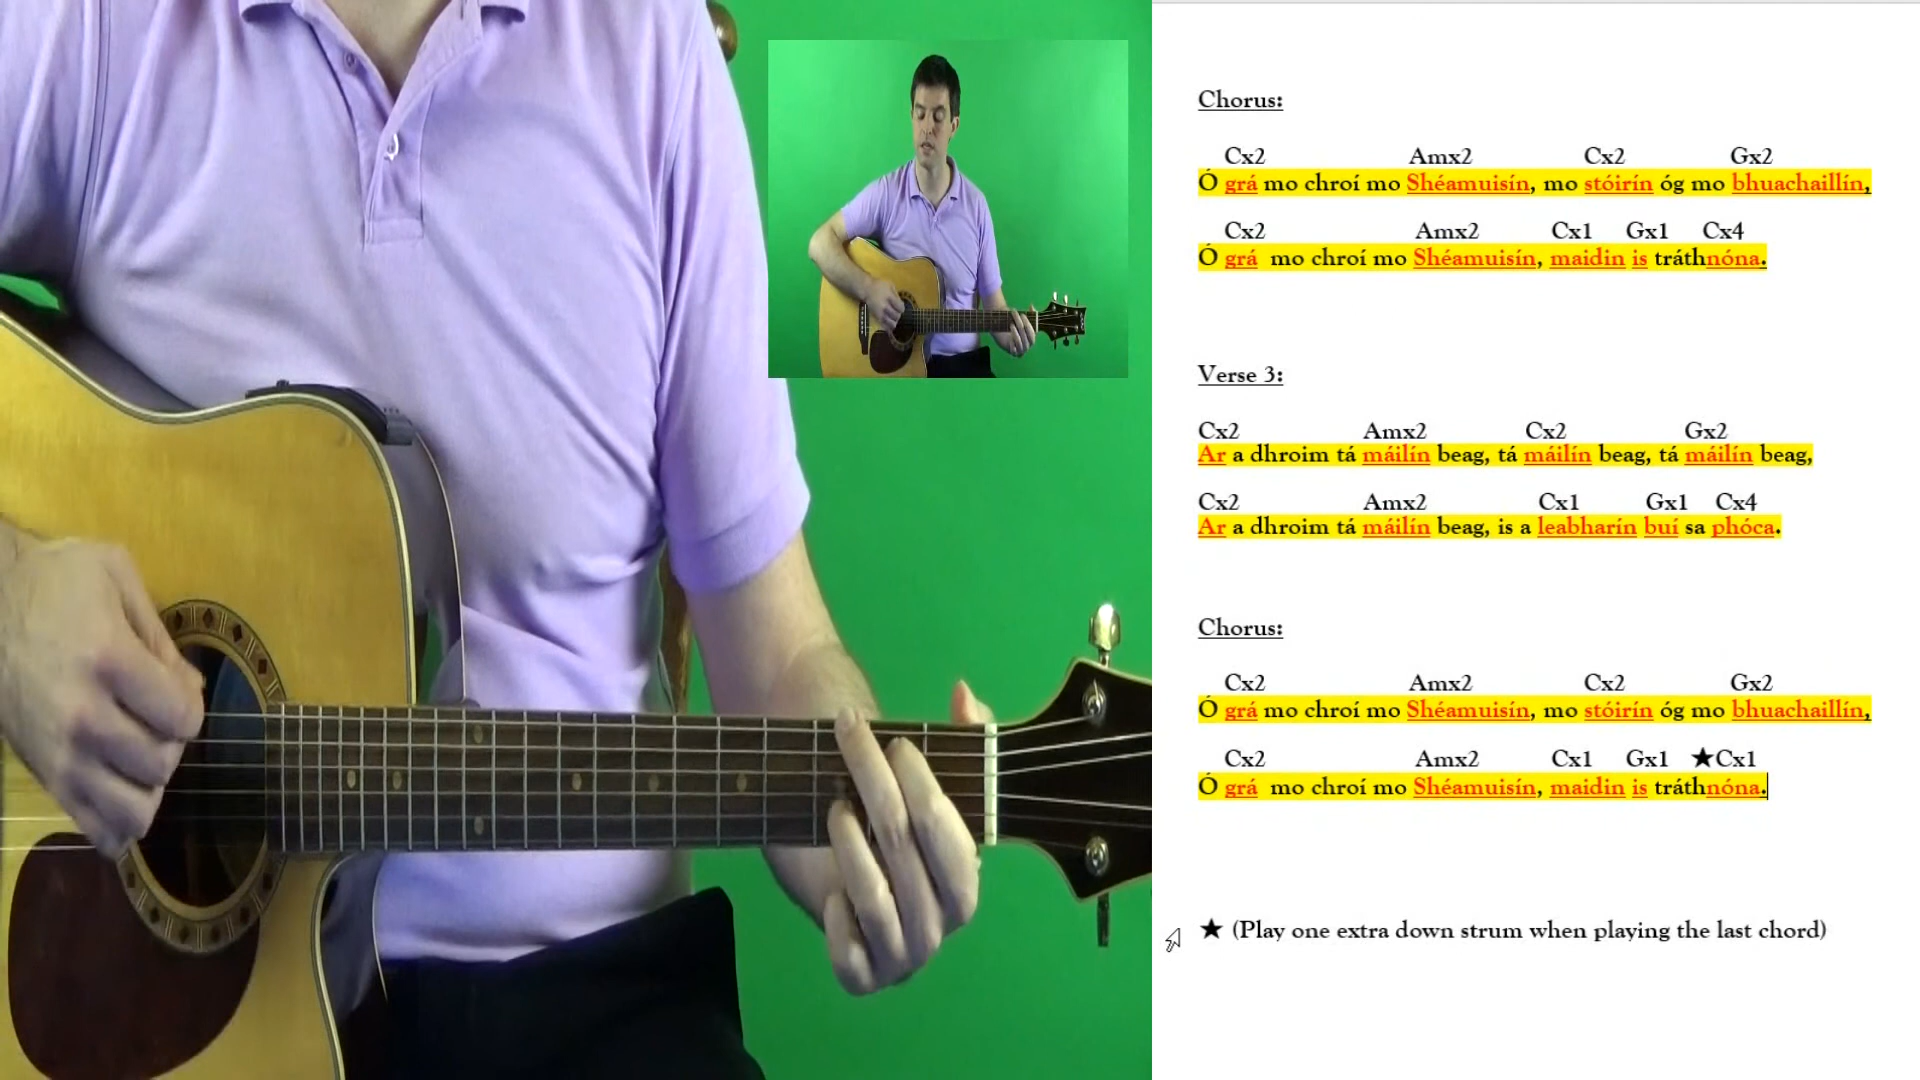 Chorus:
Cx2 Amx2 Cx2 Gx2
Ó grá mo chroí mo Shéamuisín, mo stóirín óg mo bhuachaillín,
Cx2 Amx2 Cx1 Gx1 Cx4
Ó grá mo chroí mo Shéamuisín, maidin is tráthnóna.
Verse 3:
Cx2 Amx2 Cx2 Gx2
Ar a dhroim tá máilín beag, tá máilín beag, tá máilín beag,
Cx2 Amx2 Cx1 Gx1 Cx4
Ar a dhroim tá máilín beag, is a leabharín buí sa phóca.
Chorus:
Cx2 Amx2 Cx2 Gx2
Ó grá mo chroí mo Shéamuisín, mo stóirín óg mo bhuachaillín,
Cx2 Amx2 Cx1 Gx1 ★Cx1
Ó grá mo chroí mo Shéamuisín, maidin is tráthnóna.
★ (Play one extra down strum when playing the last chord)